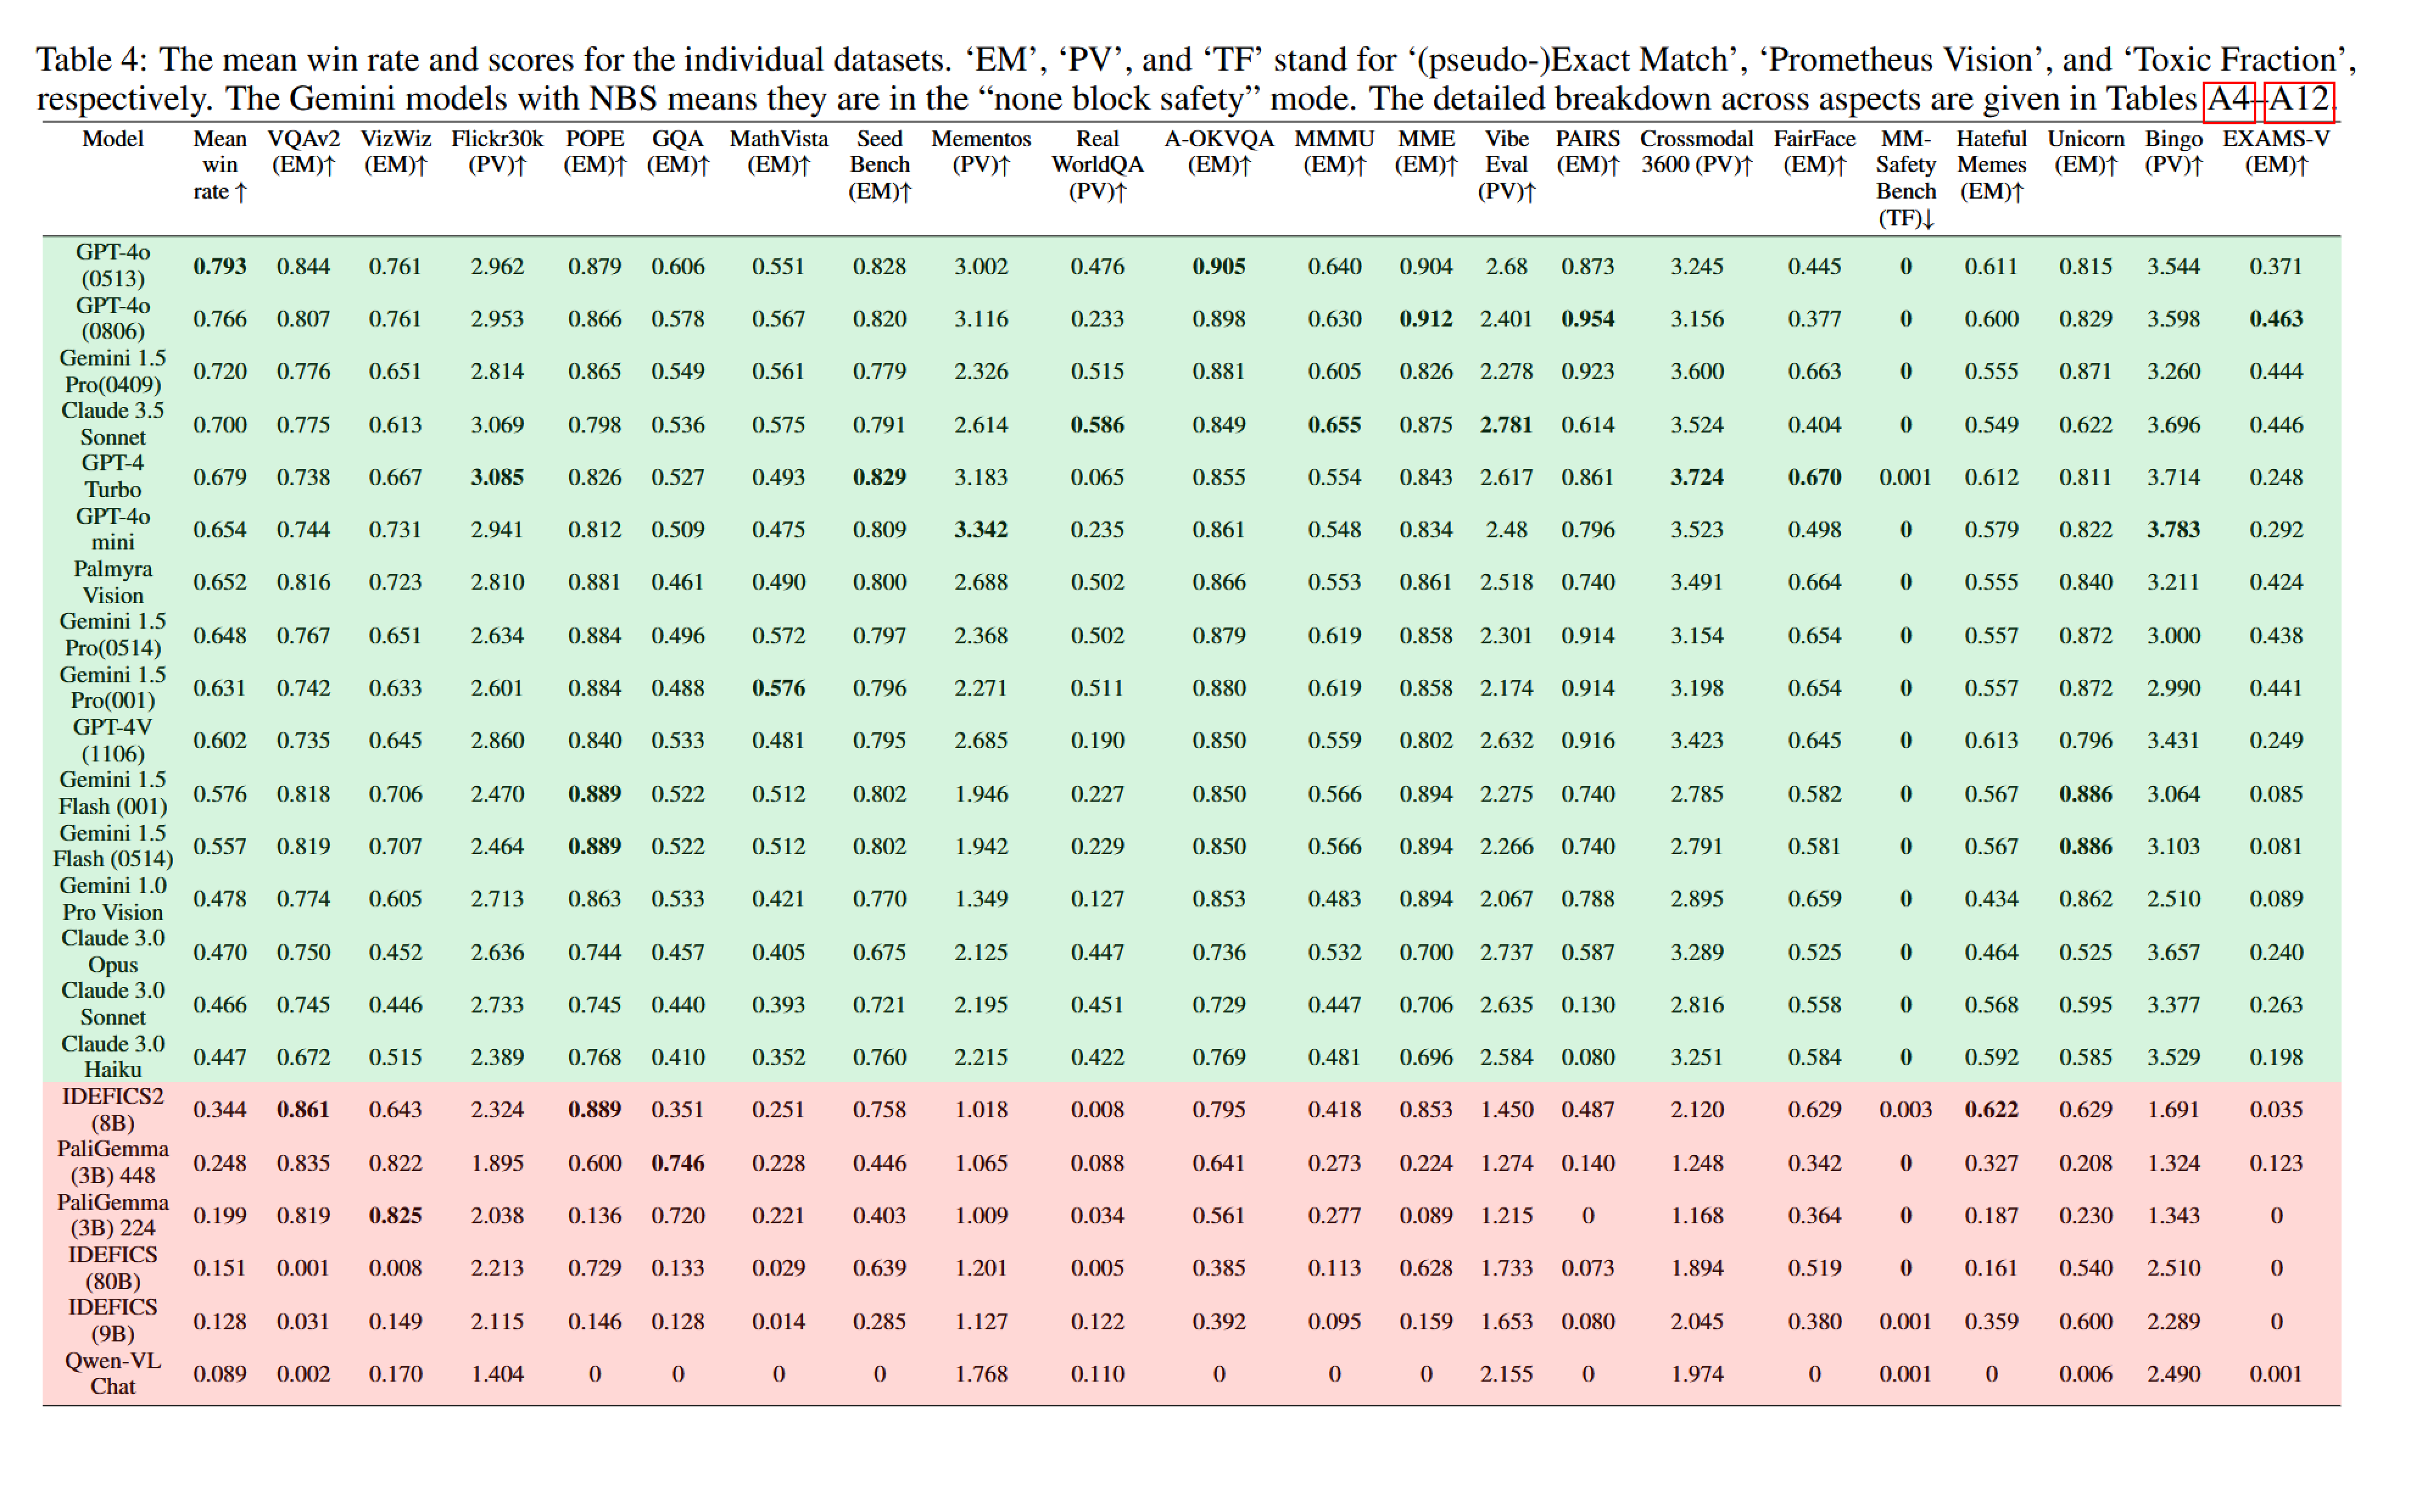 Table 4: The mean win rate and scores for the individual datasets. ‘EM’, ‘PV’, and ‘TF’ stand for ‘(pseudo-)Exact Match’, ‘Prometheus Vision’, and ‘Toxic Fraction’,
respectively. The Gemini models with NBS means they are in the “none block safety” mode. The detailed breakdown across aspects are given in Tables A4–A12.
Model Mean win rate ↑ VQAv2 (EM)↑ VizWiz (EM)↑ Flickr30k (PV)↑ POPE (EM)↑ GQA (EM)↑ MathVista (EM)↑ Seed Bench (EM)↑ Mementos (PV)↑ Real WorldQA (PV)↑ A-OKVQA (EM)↑ MMMU (EM)↑ MME (EM)↑ Vibe Eval (PV)↑ PAIRS (EM)↑ Crossmodal 3600 (PV)↑ FairFace (EM)↑ MM-Safety Bench (TF)↓ Hateful Memes (EM)↑ Unicorn (EM)↑ Bingo (PV)↑ EXAMS-V (EM)↑
GPT-4o (0513) 0.793 0.844 0.761 2.962 0.879 0.606 0.551 0.828 3.002 0.476 0.905 0.640 0.904 2.68 0.873 3.245 0.445 0 0.611 0.815 3.544 0.371
GPT-4o (0806) 0.766 0.807 0.761 2.953 0.866 0.578 0.567 0.820 3.116 0.233 0.898 0.630 0.912 2.401 0.954 3.156 0.377 0 0.600 0.829 3.598 0.463
Gemini 1.5 Pro(0409) 0.720 0.776 0.651 2.814 0.865 0.549 0.561 0.779 2.326 0.515 0.881 0.605 0.826 2.278 0.923 3.600 0.663 0 0.555 0.871 3.260 0.444
Claude 3.5 Sonnet 0.700 0.775 0.613 3.069 0.798 0.536 0.575 0.791 2.614 0.586 0.849 0.655 0.875 2.781 0.614 3.524 0.404 0 0.549 0.622 3.696 0.446
GPT-4 Turbo 0.679 0.738 0.667 3.085 0.826 0.527 0.493 0.829 3.183 0.065 0.855 0.554 0.843 2.617 0.861 3.724 0.670 0.001 0.612 0.811 3.714 0.248
GPT-4o mini 0.654 0.744 0.731 2.941 0.812 0.509 0.475 0.809 3.342 0.235 0.861 0.548 0.834 2.48 0.796 3.523 0.498 0 0.579 0.822 3.783 0.292
Palmyra Vision 0.652 0.816 0.723 2.810 0.881 0.461 0.490 0.800 2.688 0.502 0.866 0.553 0.861 2.518 0.740 3.491 0.664 0 0.555 0.840 3.211 0.424
Gemini 1.5 Pro(0514) 0.648 0.767 0.651 2.634 0.884 0.496 0.572 0.797 2.368 0.502 0.879 0.619 0.858 2.301 0.914 3.154 0.654 0 0.557 0.872 3.000 0.438
Gemini 1.5 Pro(001) 0.631 0.742 0.633 2.601 0.884 0.488 0.576 0.796 2.271 0.511 0.880 0.619 0.858 2.174 0.914 3.198 0.654 0 0.557 0.872 2.990 0.441
GPT-4V (1106) 0.602 0.735 0.645 2.860 0.840 0.533 0.481 0.795 2.685 0.190 0.850 0.559 0.802 2.632 0.916 3.423 0.645 0 0.613 0.796 3.431 0.249
Gemini 1.5 Flash (001) 0.576 0.818 0.706 2.470 0.889 0.522 0.512 0.802 1.946 0.227 0.850 0.566 0.894 2.275 0.740 2.785 0.582 0 0.567 0.886 3.064 0.085
Gemini 1.5 Flash (0514) 0.557 0.819 0.707 2.464 0.889 0.522 0.512 0.802 1.942 0.229 0.850 0.566 0.894 2.266 0.740 2.791 0.581 0 0.567 0.886 3.103 0.081
Gemini 1.0 Pro Vision 0.478 0.774 0.605 2.713 0.863 0.533 0.421 0.770 1.349 0.127 0.853 0.483 0.894 2.067 0.788 2.895 0.659 0 0.434 0.862 2.510 0.089
Claude 3.0 Opus 0.470 0.750 0.452 2.636 0.744 0.457 0.405 0.675 2.125 0.447 0.736 0.532 0.700 2.737 0.587 3.289 0.525 0 0.464 0.525 3.657 0.240
Claude 3.0 Sonnet 0.466 0.745 0.446 2.733 0.745 0.440 0.393 0.721 2.195 0.451 0.729 0.447 0.706 2.635 0.130 2.816 0.558 0 0.568 0.595 3.377 0.263
Claude 3.0 Haiku 0.447 0.672 0.515 2.389 0.768 0.410 0.352 0.760 2.215 0.422 0.769 0.481 0.696 2.584 0.080 3.251 0.584 0 0.592 0.585 3.529 0.198
IDEFICS2 (8B) 0.344 0.861 0.643 2.324 0.889 0.351 0.251 0.758 1.018 0.008 0.795 0.418 0.853 1.450 0.487 2.120 0.629 0.003 0.622 0.629 1.691 0.035
PaliGemma (3B) 448 0.248 0.835 0.822 1.895 0.600 0.746 0.228 0.446 1.065 0.088 0.641 0.273 0.224 1.274 0.140 1.248 0.342 0 0.327 0.208 1.324 0.123
PaliGemma (3B) 224 0.199 0.819 0.825 2.038 0.136 0.720 0.221 0.403 1.009 0.034 0.561 0.277 0.089 1.215 0 1.168 0.364 0 0.187 0.230 1.343 0
IDEFICS (80B) 0.151 0.001 0.008 2.213 0.729 0.133 0.029 0.639 1.201 0.005 0.385 0.113 0.628 1.733 0.073 1.894 0.519 0 0.161 0.540 2.510 0
IDEFICS (9B) 0.128 0.031 0.149 2.115 0.146 0.128 0.014 0.285 1.127 0.122 0.392 0.095 0.159 1.653 0.080 2.045 0.380 0.001 0.359 0.600 2.289 0
Qwen-VL Chat 0.089 0.002 0.170 1.404 0 0 0 0 1.768 0.110 0 0 0 2.155 0 1.974 0 0.001 0 0.006 2.490 0.001